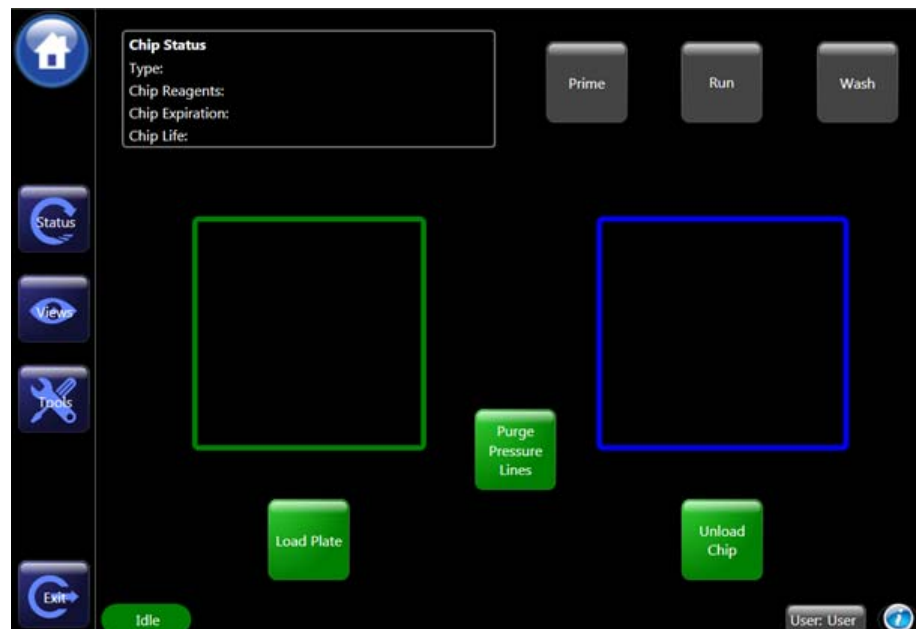 Chip Status
Type:
Chip Reagents:
Chip Expiration:
Chip Life:
Prime
Run
Wash
Status
Views
Tools
Purge
Pressure
Lines
Load Plate
Unload
Chip
Exit
Idle
User: User